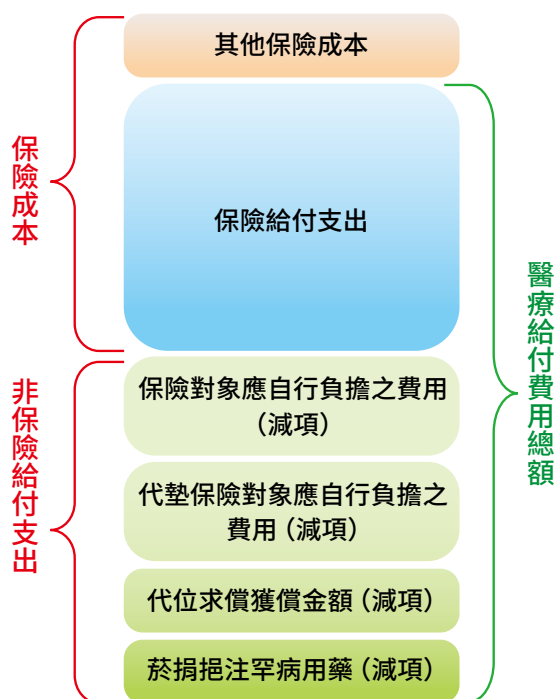 其他保險成本
保險成本
保險給付支出
醫療給付費用總額
非保險給付支出
保險對象應自行負擔之費用
（減項）
代墊保險對象應自行負擔之
費用（減項）
代位求償獲償金額（減項）
菸捐挹注罕病用藥（減項）